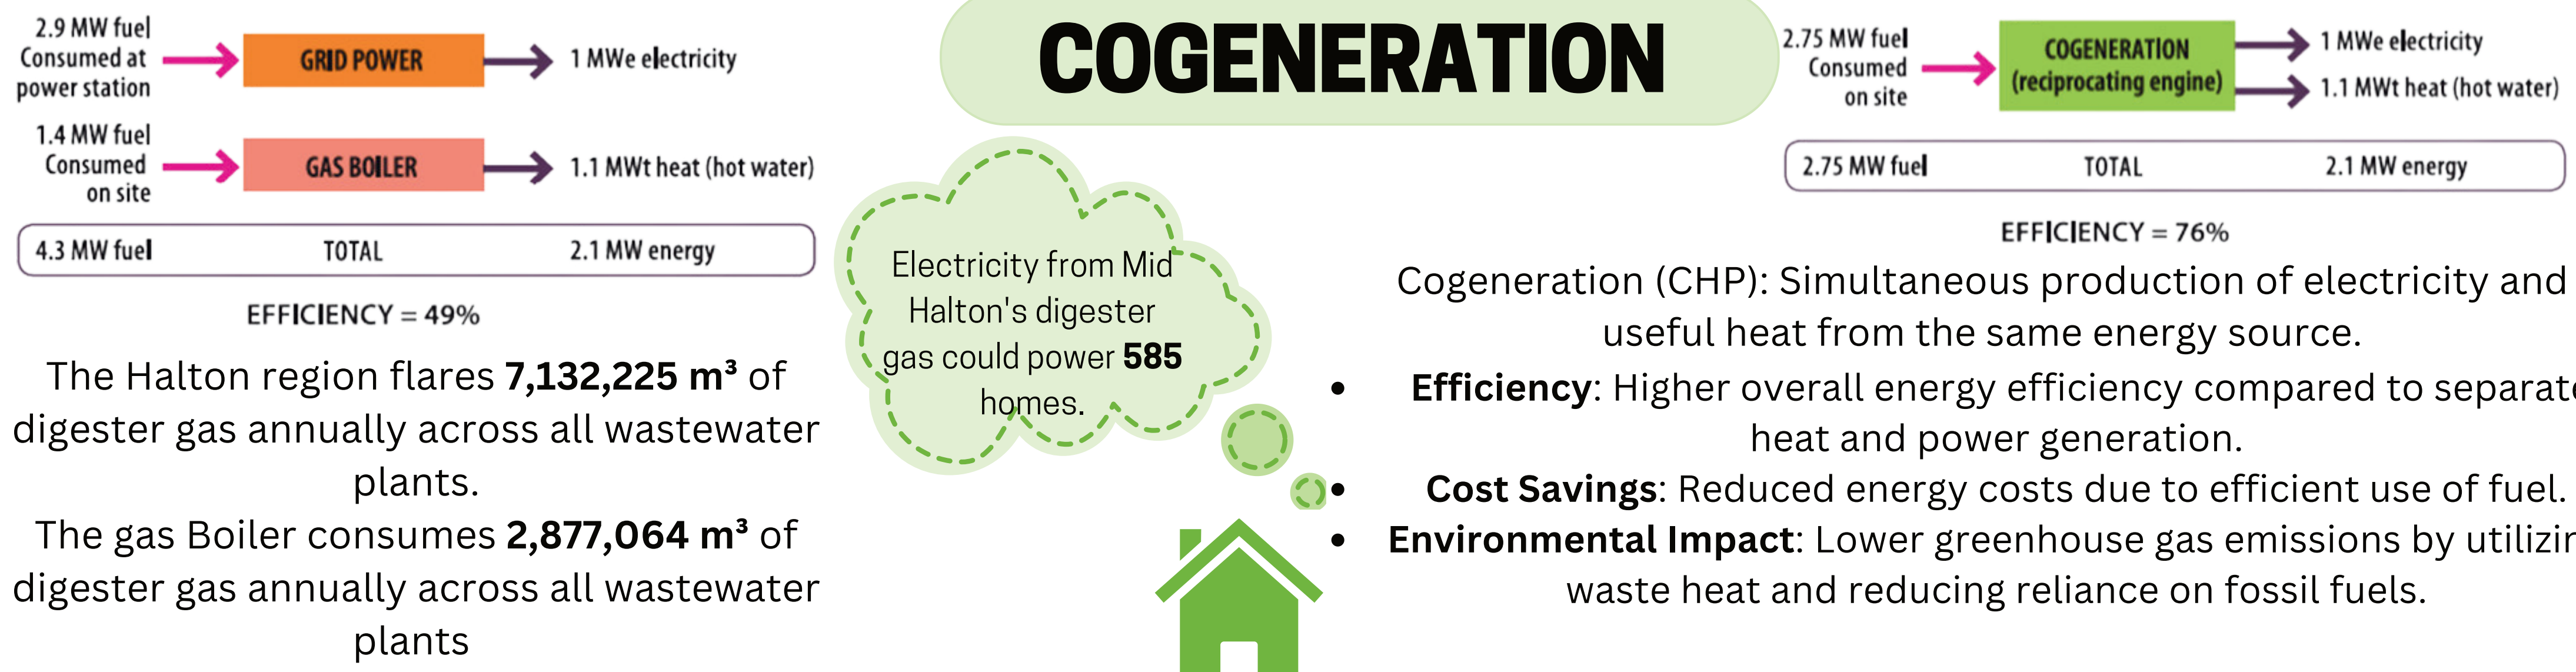 COGENERATION
2.9 MW fuel
Consumed at
power station
GRID POWER
1 MWe electricity
1.4 MW fuel
Consumed
on site
GAS BOILER
1.1 MWt heat (hot water)
4.3 MW fuel TOTAL 2.1 MW energy
EFFICIENCY = 49%
The Halton region flares 7,132,225 m³ of
digester gas annually across all wastewater
plants.
The gas Boiler consumes 2,877,064 m³ of
digester gas annually across all wastewater
plants
Electricity from Mid
Halton's digester
gas could power 585
homes.
2.75 MW fuel
Consumed
on site
COGENERATION
(reciprocating engine)
1 MWe electricity
1.1 MWt heat (hot water)
2.75 MW fuel TOTAL 2.1 MW energy
EFFICIENCY = 76%
Cogeneration (CHP): Simultaneous production of electricity and
useful heat from the same energy source.
• Efficiency: Higher overall energy efficiency compared to separate
heat and power generation.
• Cost Savings: Reduced energy costs due to efficient use of fuel.
• Environmental Impact: Lower greenhouse gas emissions by utilizin
waste heat and reducing reliance on fossil fuels.